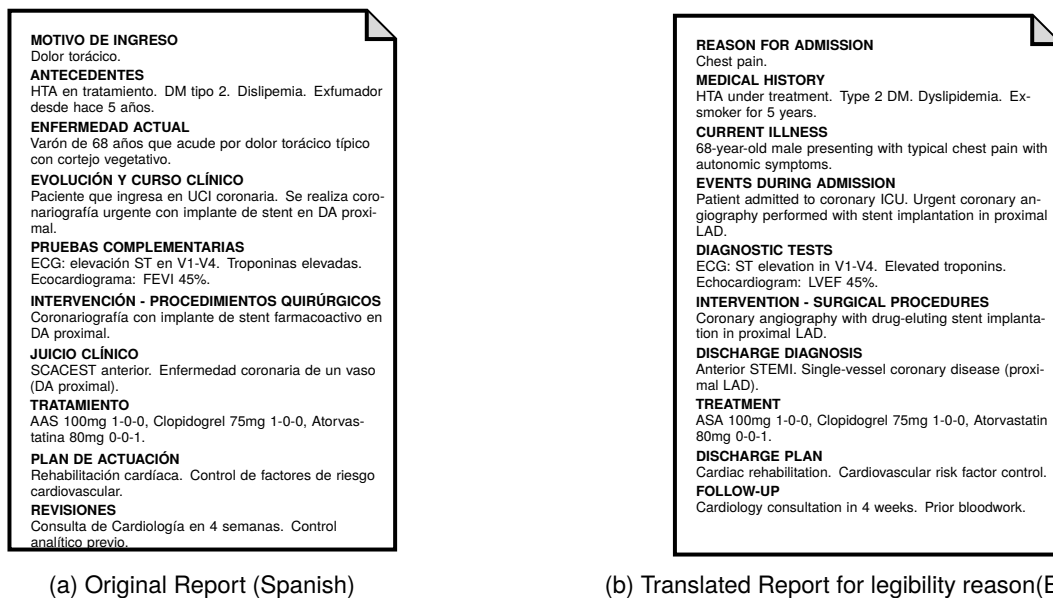 MOTIVO DE INGRESO
Dolor torácico.
ANTECEDENTES
HTA en tratamiento. DM tipo 2. Dislipemia. Exfumador
desde hace 5 años.
ENFERMEDAD ACTUAL
Varón de 68 años que acude por dolor torácico típico
con cortejo vegetativo.
EVOLUCIÓN Y CURSO CLÍNICO
Paciente que ingresa en UCI coronaria. Se realiza coro-
nariografía urgente con implante de stent en DA proxi-
mal.
PRUEBAS COMPLEMENTARIAS
ECG: elevación ST en V1-V4. Troponinas elevadas.
Ecocardiograma: FEVI 45%.
INTERVENCIÓN - PROCEDIMIENTOS QUIRÚRGICOS
Coronariografía con implante de stent farmacoactivo en
DA proximal.
JUICIO CLÍNICO
SCACEST anterior. Enfermedad coronaria de un vaso
(DA proximal).
TRATAMIENTO
AAS 100mg 1-0-0, Clopidogrel 75mg 1-0-0, Atorvas-
tatina 80mg 0-0-1.
PLAN DE ACTUACIÓN
Rehabilitación cardíaca. Control de factores de riesgo
cardiovascular.
REVISIONES
Consulta de Cardiología en 4 semanas. Control
analítico previo.
(a) Original Report (Spanish)
REASON FOR ADMISSION
Chest pain.
MEDICAL HISTORY
HTA under treatment. Type 2 DM. Dyslipidemia. Ex-
smoker for 5 years.
CURRENT ILLNESS
68-year-old male presenting with typical chest pain with
autonomic symptoms.
EVENTS DURING ADMISSION
Patient admitted to coronary ICU. Urgent coronary an-
giography performed with stent implantation in proximal
LAD.
DIAGNOSTIC TESTS
ECG: ST elevation in V1-V4. Elevated troponins.
Echocardiogram: LVEF 45%.
INTERVENTION - SURGICAL PROCEDURES
Coronary angiography with drug-eluting stent implanta-
tion in proximal LAD.
DISCHARGE DIAGNOSIS
Anterior STEMI. Single-vessel coronary disease (proxi-
mal LAD).
TREATMENT
ASA 100mg 1-0-0, Clopidogrel 75mg 1-0-0, Atorvastatin
80mg 0-0-1.
DISCHARGE PLAN
Cardiac rehabilitation. Cardiovascular risk factor control.
FOLLOW-UP
Cardiology consultation in 4 weeks. Prior bloodwork.
(b) Translated Report for legibility reason(E